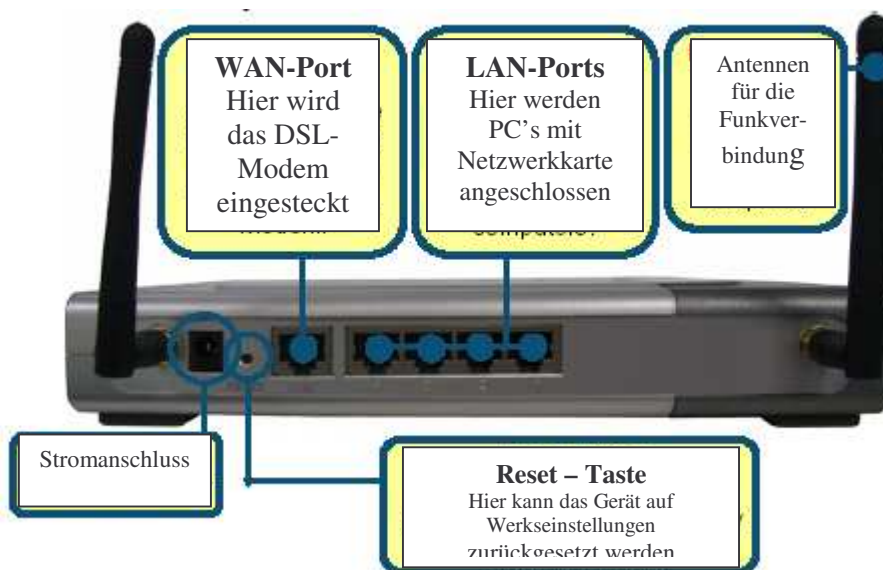 WAN-Port
Hier wird
das DSL-
Modem
eingesteckt
LAN-Ports
Hier werden
PC's mit
Netzwerkkarte
angeschlossen
Antennen
für die
Funkver-
bindung
Stromanschluss
Reset – Taste
Hier kann das Gerät auf
Werkseinstellungen
zurückgesetzt werden